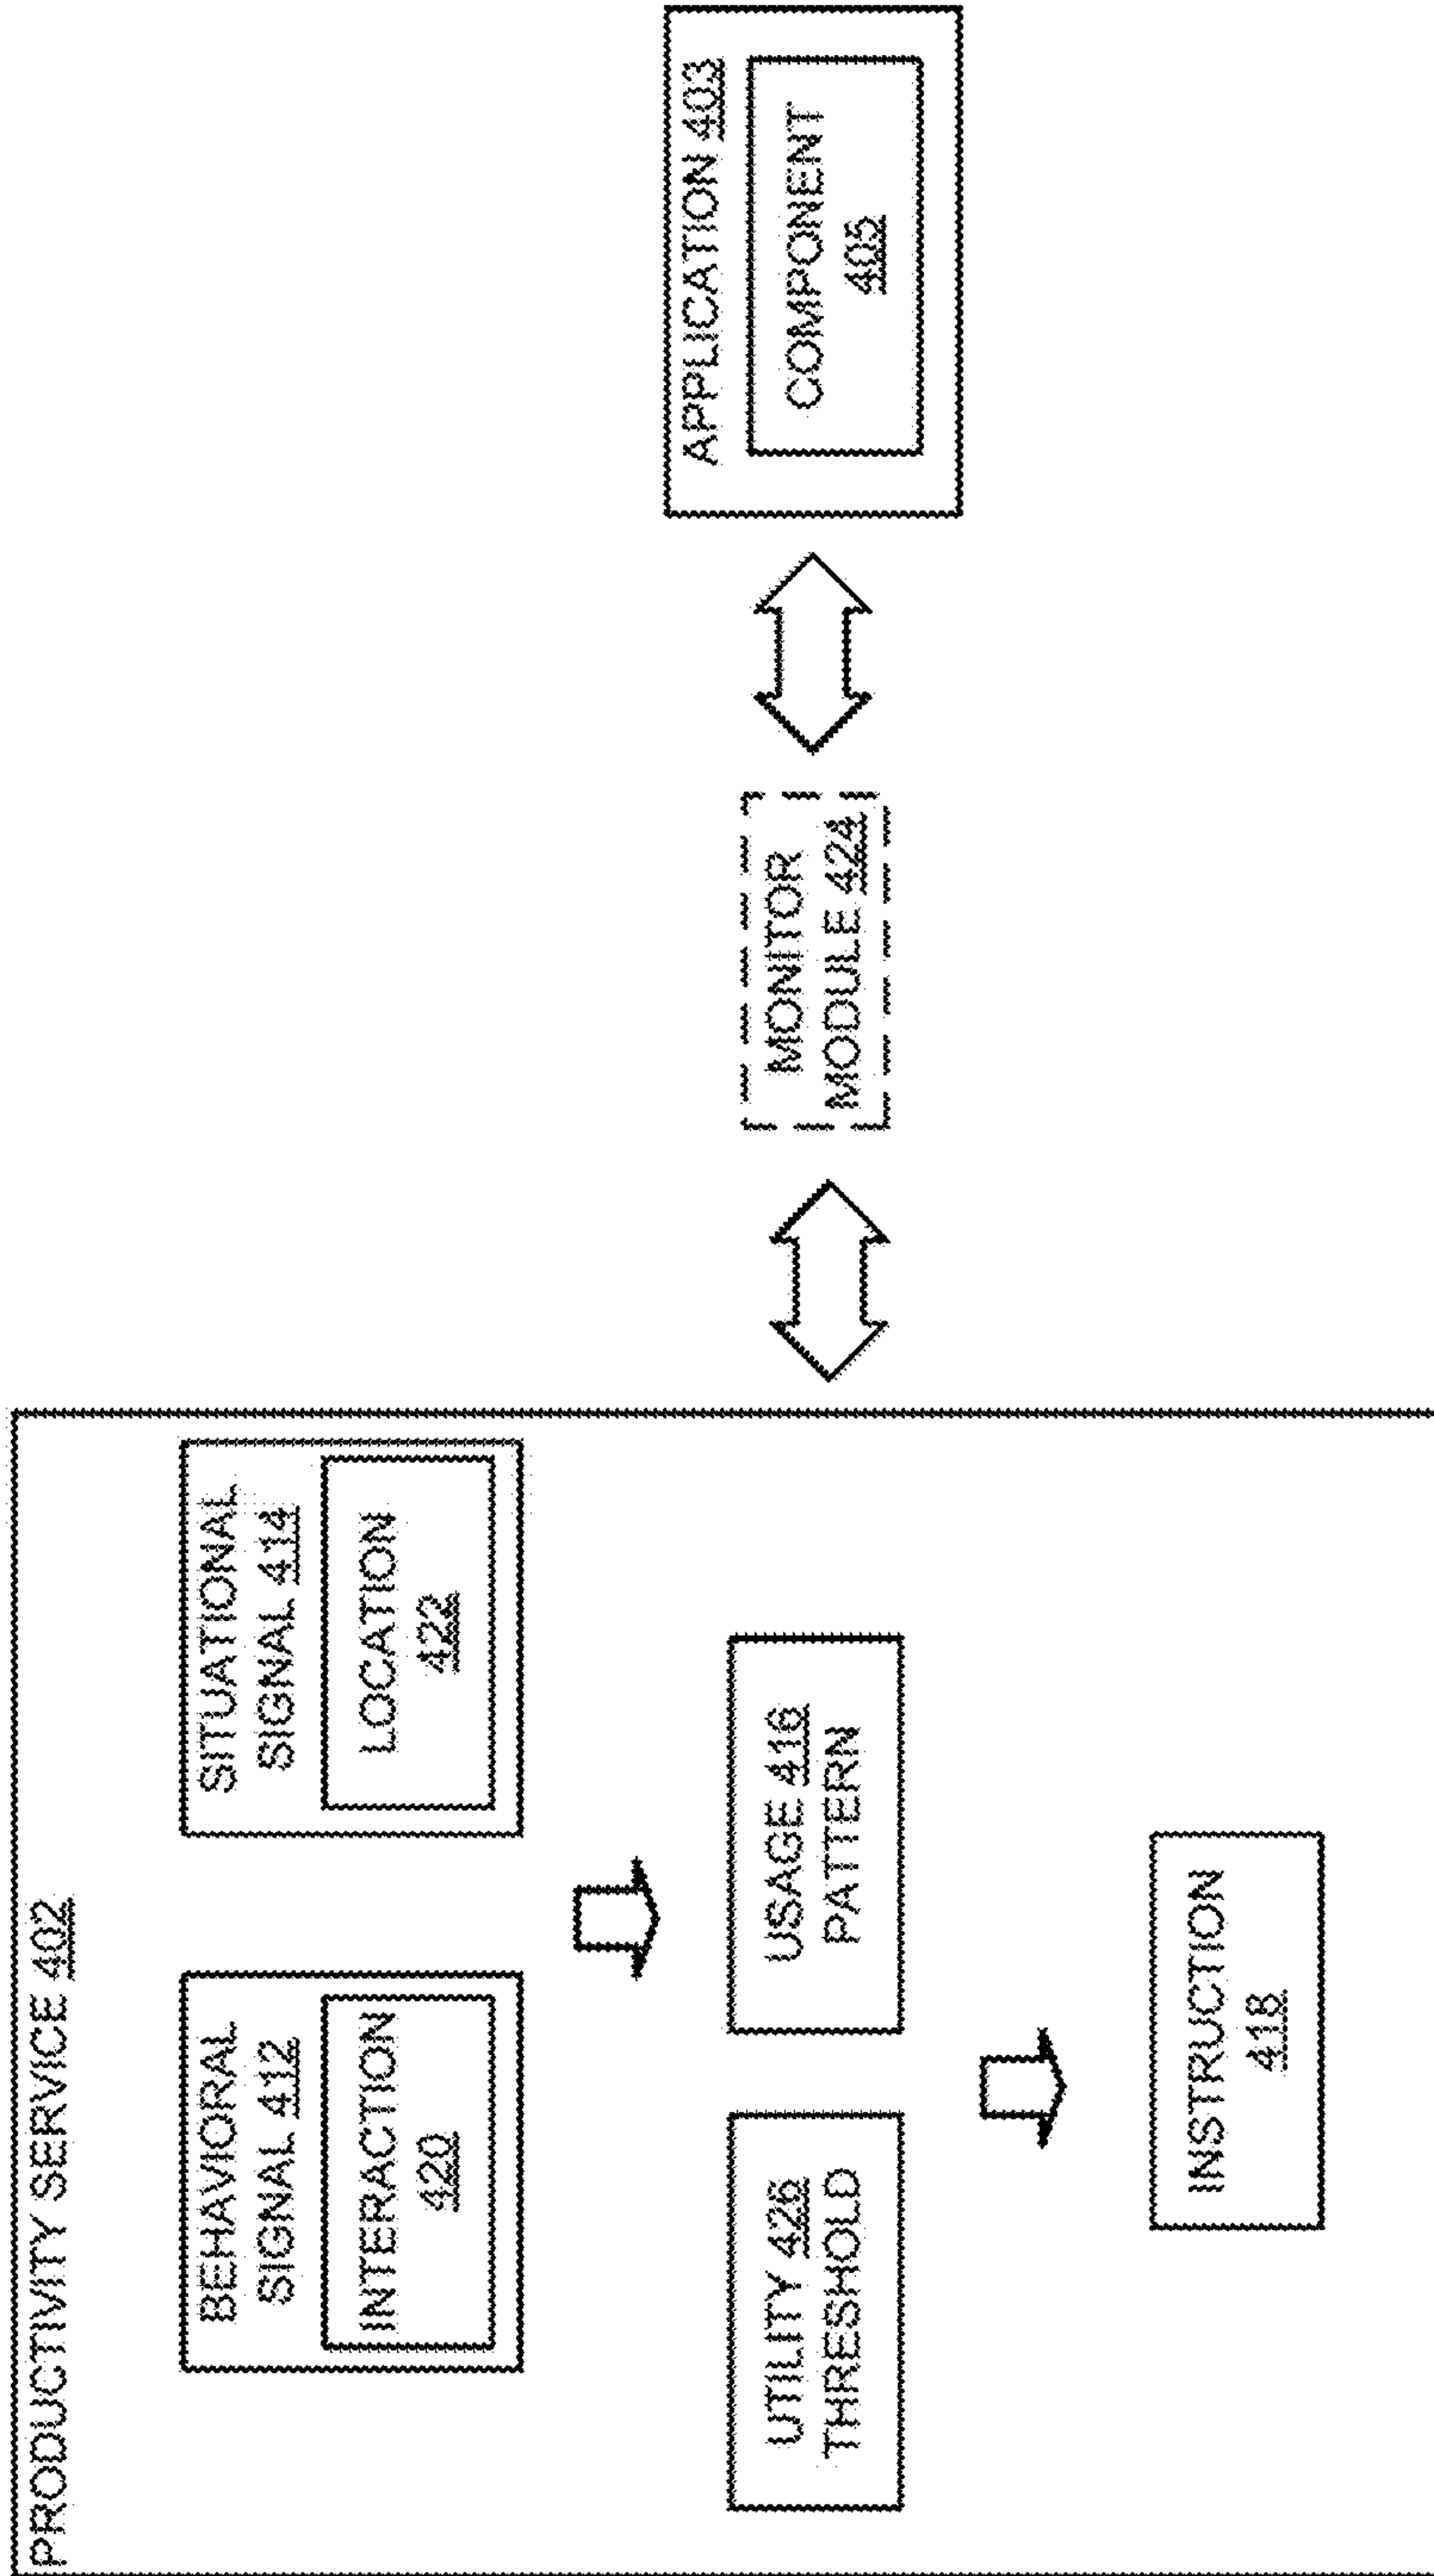 PRODUCTIVITY SERVICE 402
BEHAVIORAL
SIGNAL 412
INTERACTION
420
SITUATIONAL
SIGNAL 414
LOCATION
422
UTILITY 426
THRESHOLD
USAGE 416
PATTERN
INSTRUCTION
418
MONITOR
MODULE 424
APPLICATION 403
COMPONENT
405